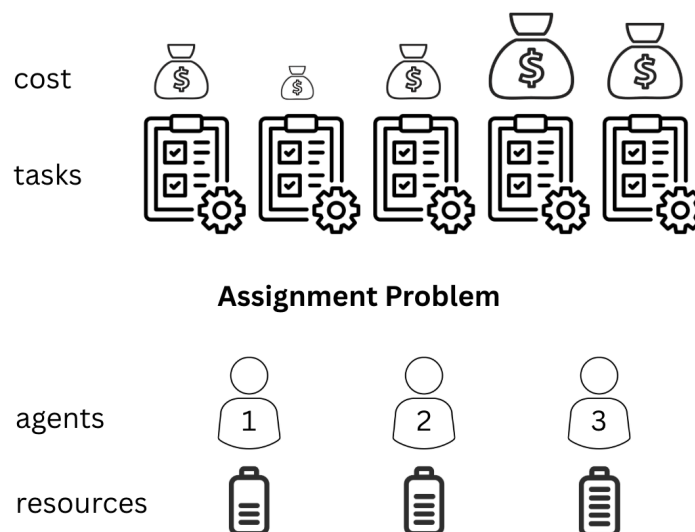 cost
$ $ $ $ $
tasks
Assignment Problem
agents
1 2 3
resources